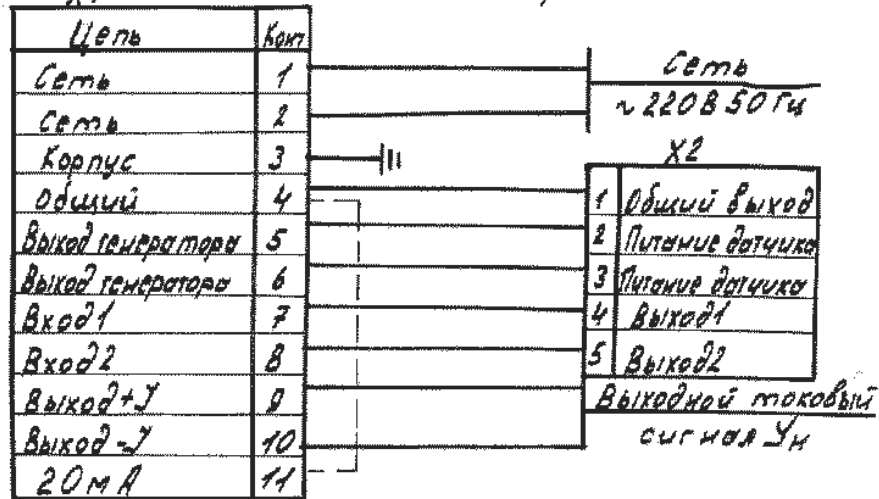 Цепь Конт
Сеть 1
Сеть 2
Корпус 3
Общий 4
Выход генератора 5
Выход генератора 6
Вход1 7
Вход2 8
Выход+J 9
Выход-J 10
20мА 11
Сеть
~220В 50Гц
X2
1 Общий выход
2 Питание датчика
3 Питание датчика
4 Выход1
5 Выход2
Выходной токовый
сигнал Jн